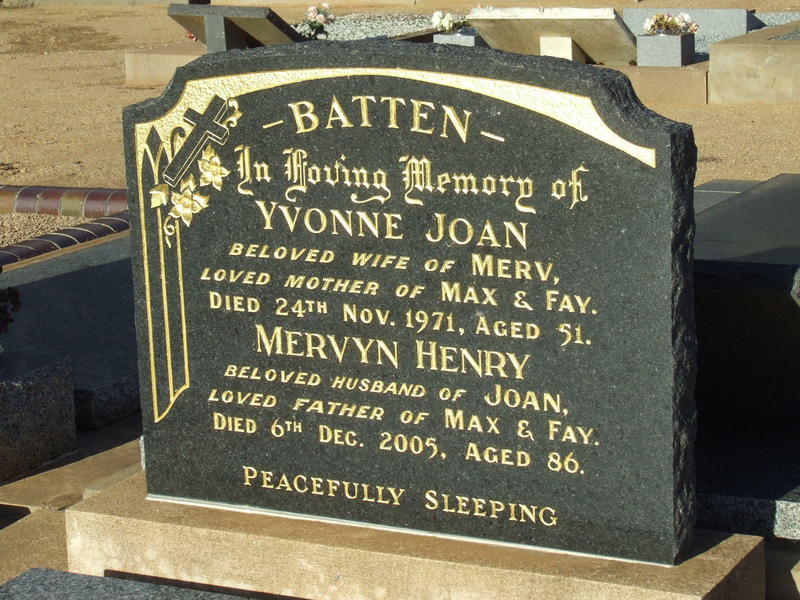 - BATTEN -
In Loving Memory of
YVONNE JOAN
BELOVED WIFE OF MERV,
LOVED MOTHER OF MAX & FAY.
DIED 24TH NOV. 1971, AGED 51.
MERVYN HENRY
BELOVED HUSBAND OF JOAN,
LOVED FATHER OF MAX & FAY.
DIED 6TH DEC. 2005, AGED 86.
PEACEFULLY SLEEPING